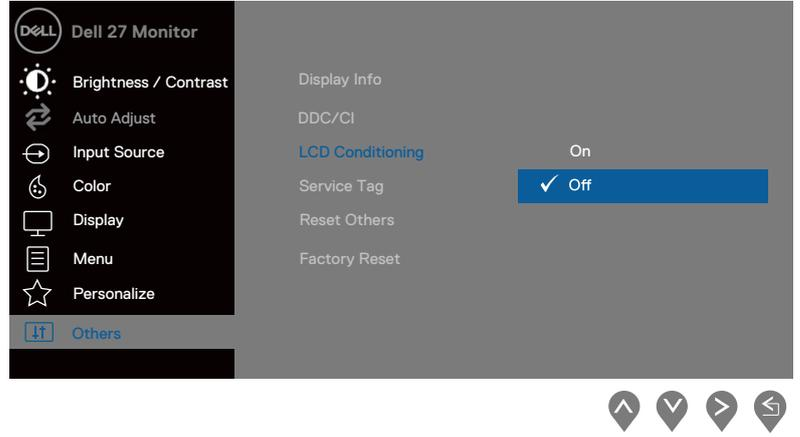 DELL Dell 27 Monitor
Brightness / Contrast
Auto Adjust
Input Source
Color
Display
Menu
Personalize
Others
Display Info
DDC/CI
LCD Conditioning
Service Tag
Reset Others
Factory Reset
On
Off